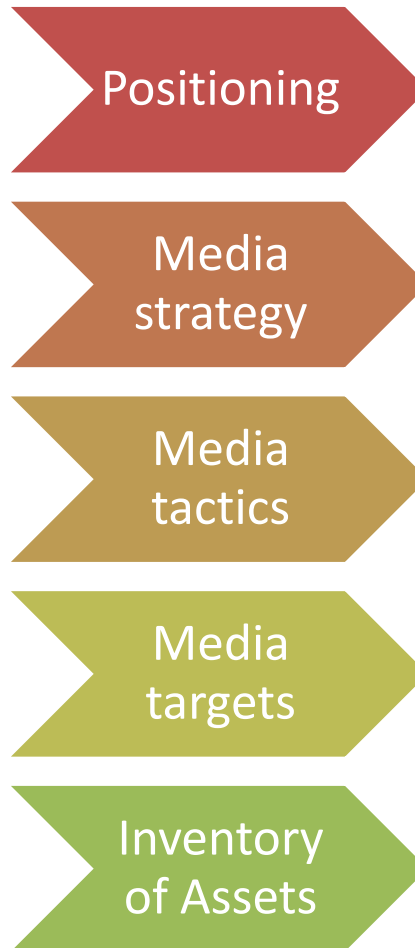 Positioning
Media
strategy
Media
tactics
Media
targets
Inventory
of Assets